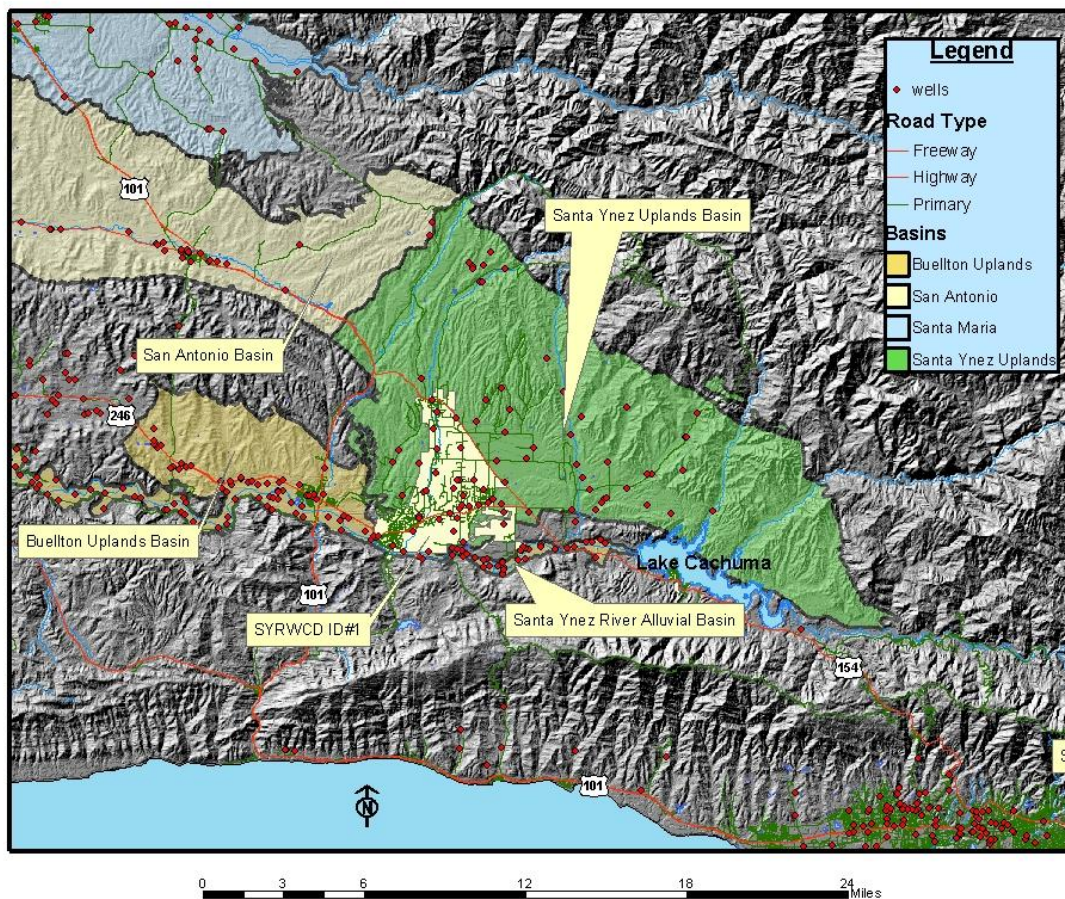 Legend
wells
Road Type
Freeway
Highway
Primary
Basins
Buellton Uplands
San Antonio
Santa Maria
Santa Ynez Uplands
101
Santa Ynez Uplands Basin
San Antonio Basin
246
Buellton Uplands Basin
Lake Cachuma
101
SYRWCD ID#1
Santa Ynez River Alluvial Basin
154
S
101
N
0 3 6 12 18 24
Miles